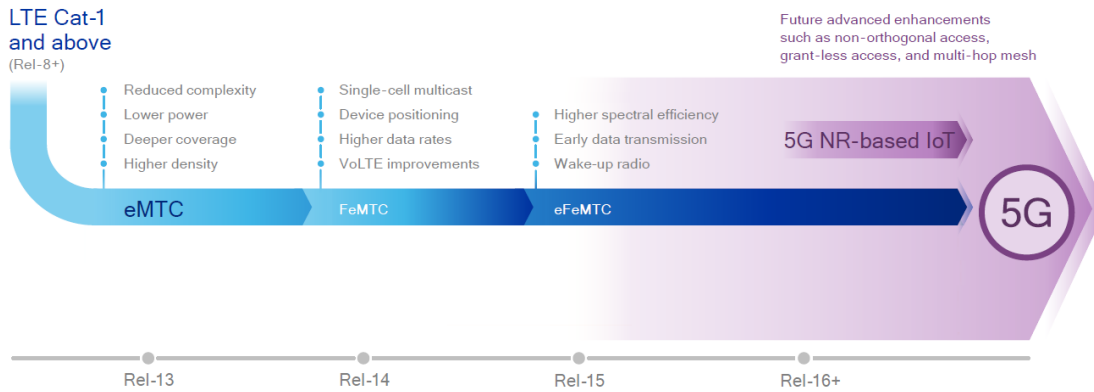 LTE Cat-1
and above
(Rel-8+)
Future advanced enhancements
such as non-orthogonal access,
grant-less access, and multi-hop mesh
Reduced complexity
Lower power
Deeper coverage
Higher density
Single-cell multicast
Device positioning
Higher data rates
VoLTE improvements
Higher spectral efficiency
Early data transmission
Wake-up radio
5G NR-based IoT
eMTC
FeMTC
eFeMTC
5G
Rel-13
Rel-14
Rel-15
Rel-16+